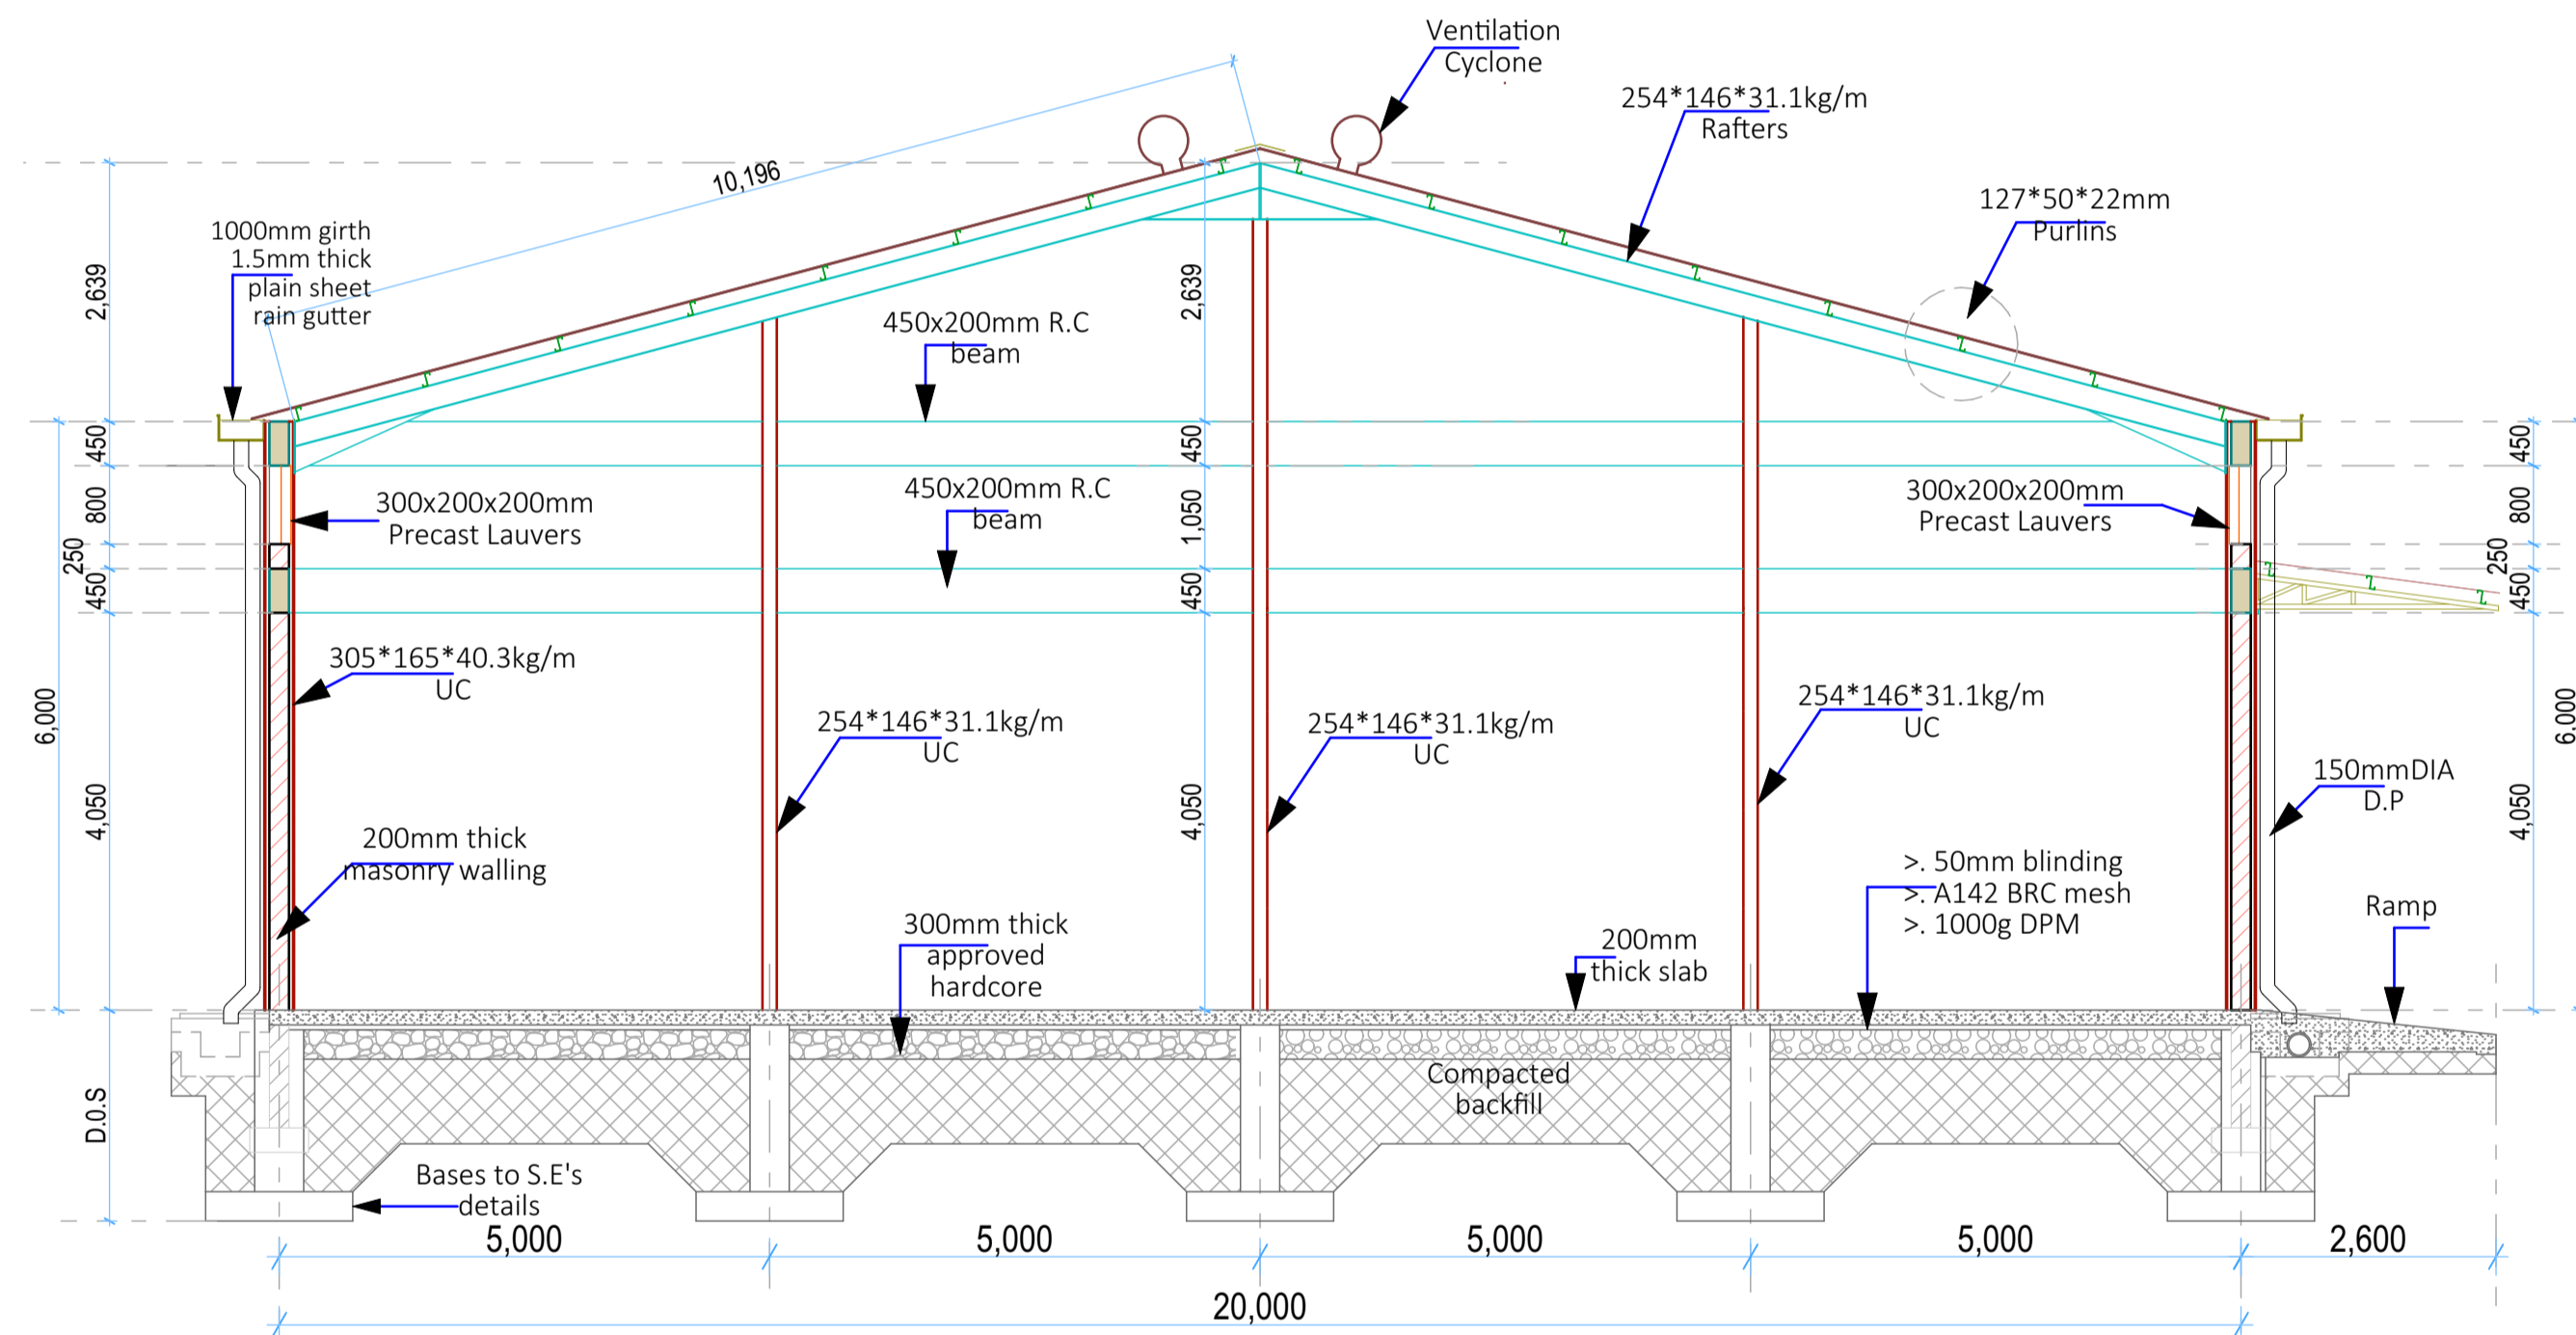 Ventilation
Cyclone
254*146*31.1kg/m
Rafters
127*50*22mm
Purlins
10,196
1000mm girth
1.5mm thick
plain sheet
rain gutter
2,639
2,639
450x200mm R.C
beam
450
450
450
450x200mm R.C
beam
300x200x200mm
Precast Lauvers
300x200x200mm
Precast Lauvers
800
1,050
800
250
250
450
450
450
305*165*40.3kg/m
UC
254*146*31.1kg/m
UC
254*146*31.1kg/m
UC
254*146*31.1kg/m
UC
6,000
6,000
4,050
4,050
4,050
150mmDIA
D.P
200mm thick
masonry walling
>. 50mm blinding
>. A142 BRC mesh
>. 1000g DPM
300mm thick
approved
hardcore
200mm
thick slab
Ramp
Compacted
backfill
D.O.S
Bases to S.E's
details
5,000
5,000
5,000
5,000
2,600
20,000